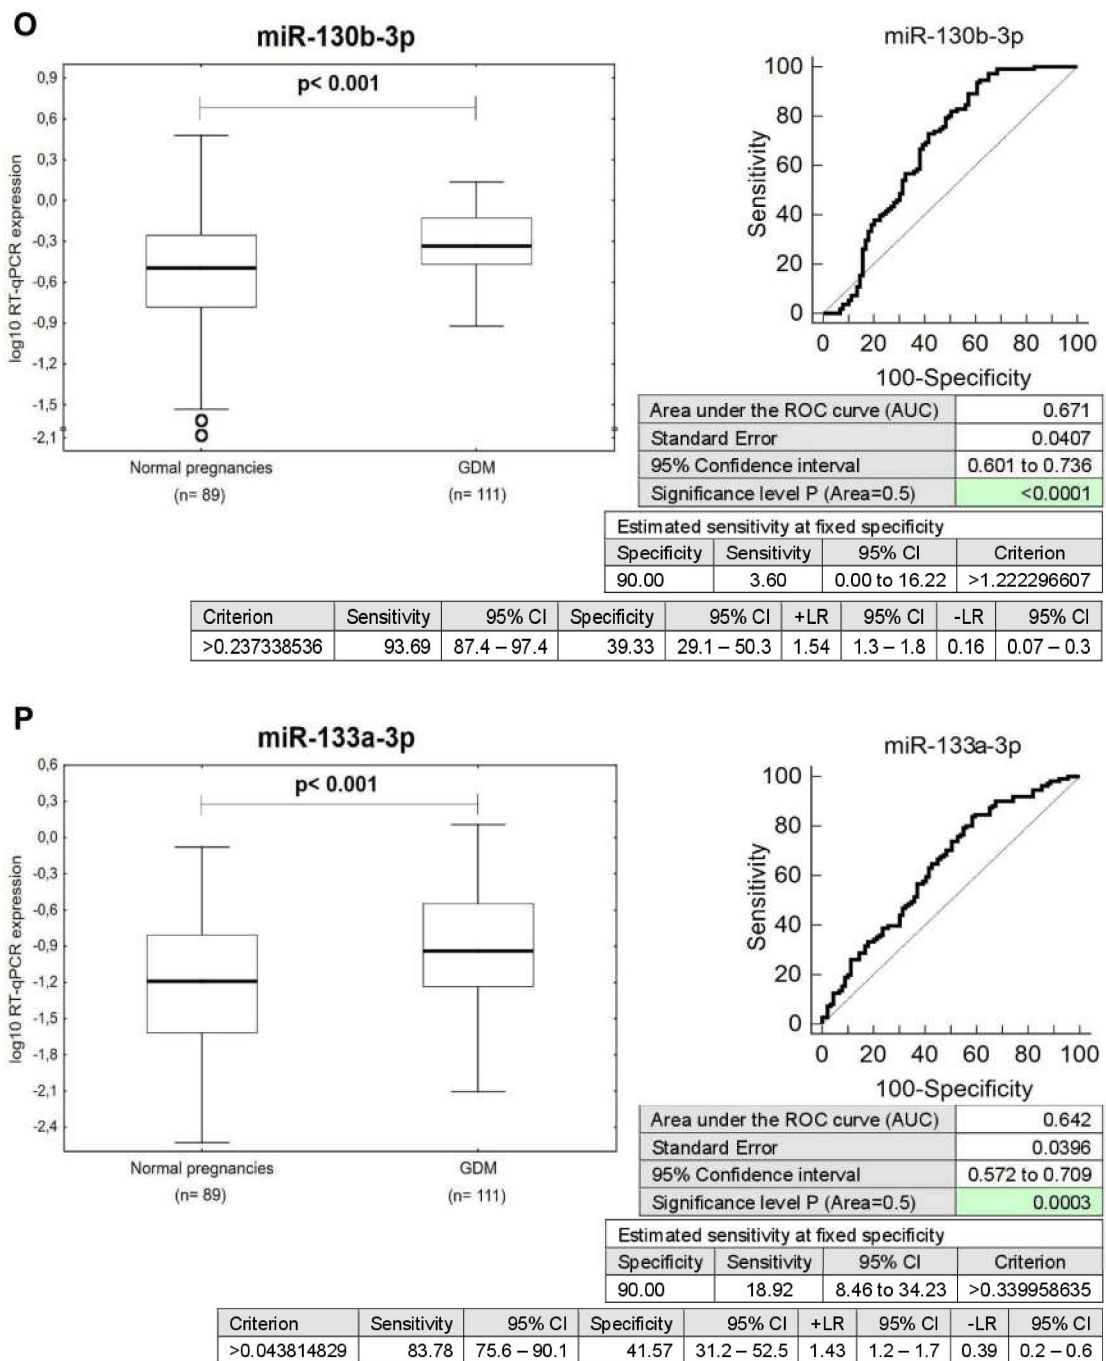 O
miR-130b-3p
p< 0.001
0,9
0,6
0,3
0,0
-0,3
-0,6
-0,9
-1,2
-1,5
-2,1
log10 RT-qPCR expression
Normal pregnancies
(n= 89)
GDM
(n= 111)
miR-130b-3p
100
80
60
40
20
0
Sensitivity
0 20 40 60 80 100
100-Specificity
Area under the ROC curve (AUC) 0.671
Standard Error 0.0407
95% Confidence interval 0.601 to 0.736
Significance level P (Area=0.5) <0.0001
Estimated sensitivity at fixed specificity
Specificity Sensitivity 95% CI Criterion
90.00 3.60 0.00 to 16.22 >1.222296607
Criterion Sensitivity 95% CI Specificity 95% CI +LR 95% CI -LR 95% CI
>0.237338536 93.69 87.4 – 97.4 39.33 29.1 – 50.3 1.54 1.3 – 1.8 0.16 0.07 – 0.3
P
miR-133a-3p
p< 0.001
0,6
0,3
0,0
-0,3
-0,6
-0,9
-1,2
-1,5
-1,8
-2,1
-2,4
log10 RT-qPCR expression
Normal pregnancies
(n= 89)
GDM
(n= 111)
miR-133a-3p
100
80
60
40
20
0
Sensitivity
0 20 40 60 80 100
100-Specificity
Area under the ROC curve (AUC) 0.642
Standard Error 0.0396
95% Confidence interval 0.572 to 0.709
Significance level P (Area=0.5) 0.0003
Estimated sensitivity at fixed specificity
Specificity Sensitivity 95% CI Criterion
90.00 18.92 8.46 to 34.23 >0.339958635
Criterion Sensitivity 95% CI Specificity 95% CI +LR 95% CI -LR 95% CI
>0.043814829 83.78 75.6 – 90.1 41.57 31.2 – 52.5 1.43 1.2 – 1.7 0.39 0.2 – 0.6